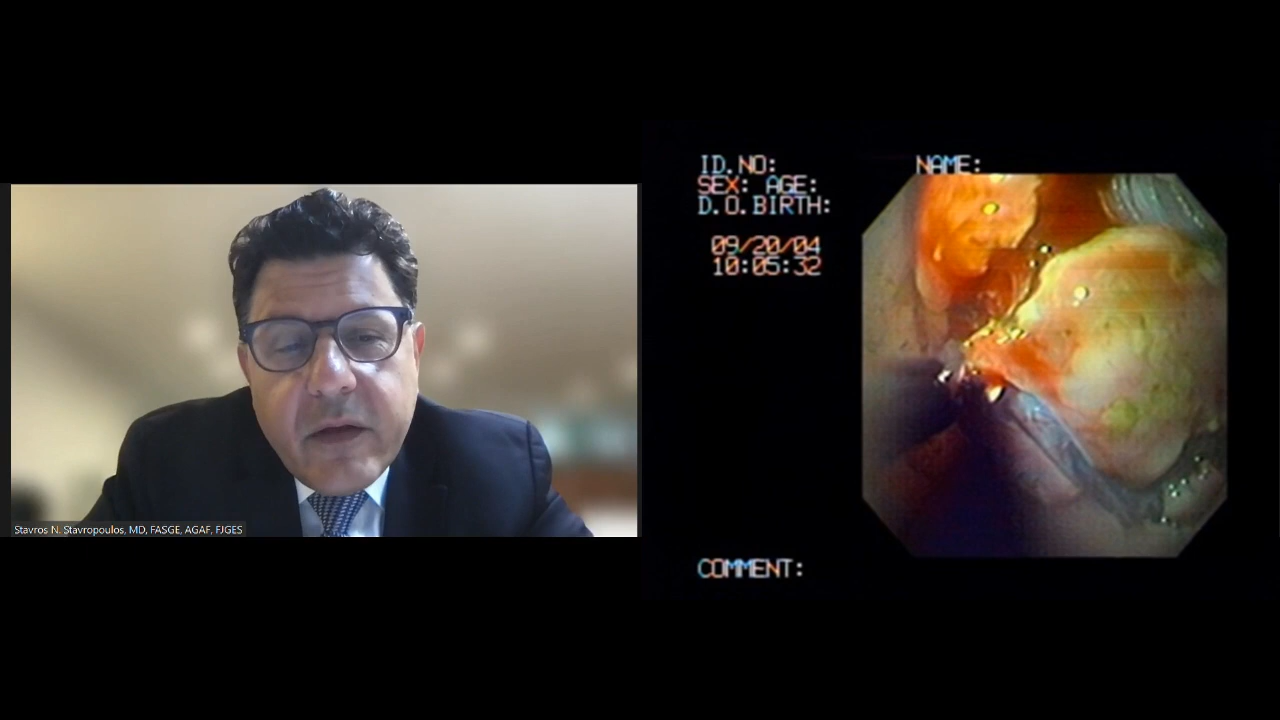 Stavros N. Stavropoulos, MD, FASGE, AGAF, FJGES
ID.NO:
NAME:
SEX: AGE:
D.O.BIRTH:
09/20/04
10:05:32
COMMENT: